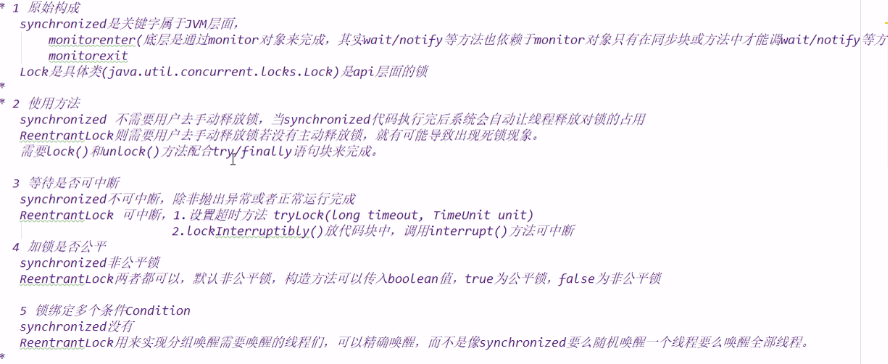 * 1 原始构成
synchronized是关键字属于JVM层面，
monitorenter(底层是通过monitor对象来完成，其实wait/notify等方法也依赖于monitor对象只有在同步块或方法中才能调wait/notify等方
monitorexit
Lock是具体类(java.util.concurrent.locks.Lock)是api层面的锁
*
* 2 使用方法
synchronized 不需要用户去手动释放锁，当synchronized代码执行完后系统会自动让线程释放对锁的占用
ReentrantLock则需要用户去手动释放锁若没有主动释放锁，就有可能导致出现死锁现象。
需要lock()和unlock()方法配合try/finally语句块来完成。
3 等待是否可中断
synchronized不可中断，除非抛出异常或者正常运行完成
ReentrantLock 可中断，1.设置超时方法 tryLock(long timeout, TimeUnit unit)
2.lockInterruptibly()放代码块中，调用interrupt()方法可中断
4 加锁是否公平
synchronized非公平锁
ReentrantLock两者都可以，默认非公平锁，构造方法可以传入boolean值，true为公平锁，false为非公平锁
5 锁绑定多个条件Condition
synchronized没有
ReentrantLock用来实现分组唤醒需要唤醒的线程们，可以精确唤醒，而不是像synchronized要么随机唤醒一个线程要么唤醒全部线程。
*